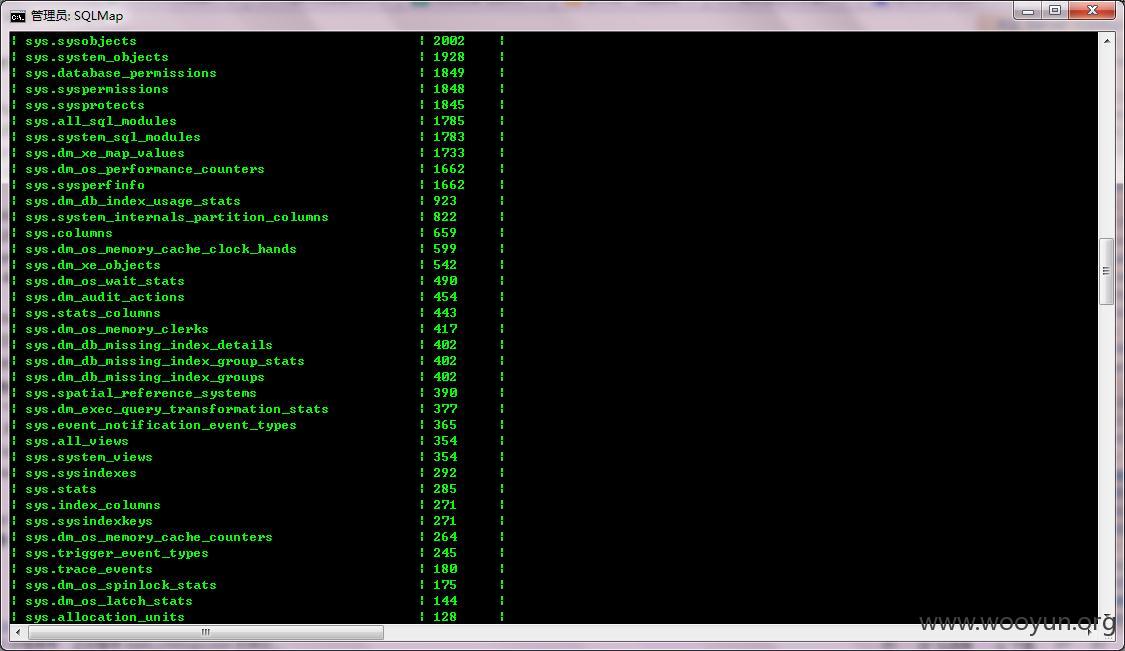 管理员: SQLMap
| sys.sysobjects | 2002 |
| sys.system_objects | 1928 |
| sys.database_permissions | 1849 |
| sys.syspermissions | 1848 |
| sys.sysprotects | 1845 |
| sys.all_sql_modules | 1785 |
| sys.system_sql_modules | 1783 |
| sys.dm_xe_map_values | 1733 |
| sys.dm_os_performance_counters | 1662 |
| sys.sysperfinfo | 1662 |
| sys.dm_db_index_usage_stats | 923 |
| sys.system_internals_partition_columns | 822 |
| sys.columns | 659 |
| sys.dm_os_memory_cache_clock_hands | 599 |
| sys.dm_xe_objects | 542 |
| sys.dm_os_wait_stats | 490 |
| sys.dm_audit_actions | 454 |
| sys.stats_columns | 443 |
| sys.dm_os_memory_clerks | 417 |
| sys.dm_db_missing_index_details | 402 |
| sys.dm_db_missing_index_group_stats | 402 |
| sys.dm_db_missing_index_groups | 402 |
| sys.spatial_reference_systems | 390 |
| sys.dm_exec_query_transformation_stats | 377 |
| sys.event_notification_event_types | 365 |
| sys.all_views | 354 |
| sys.system_views | 354 |
| sys.sysindexes | 292 |
| sys.stats | 285 |
| sys.index_columns | 271 |
| sys.sysindexkeys | 271 |
| sys.dm_os_memory_cache_counters | 264 |
| sys.trigger_event_types | 245 |
| sys.trace_events | 180 |
| sys.dm_os_spinlock_stats | 175 |
| sys.dm_os_latch_stats | 144 |
| sys.allocation_units | 128 |
www.wooyun.org